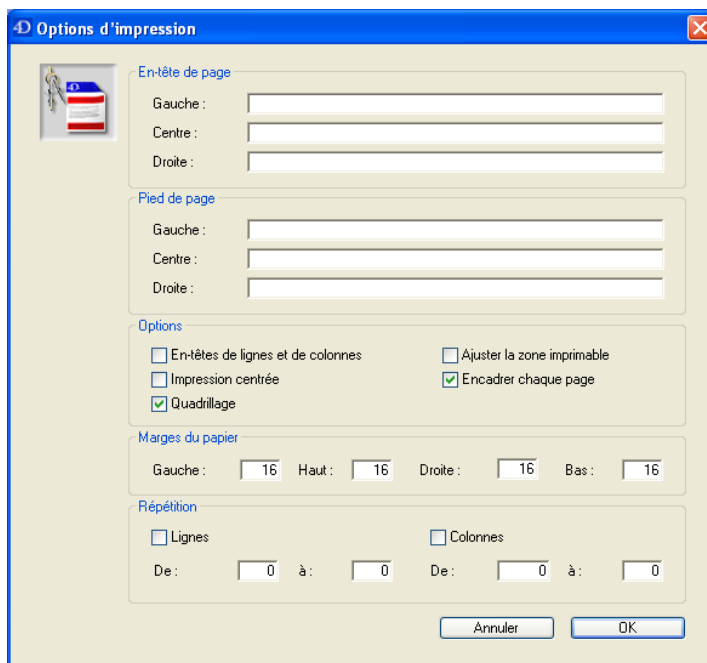 4D Options d'impression
En-tête de page
Gauche :
Centre :
Droite :
Pied de page
Gauche :
Centre :
Droite :
Options
En-têtes de lignes et de colonnes
Ajuster la zone imprimable
Impression centrée
Encadrer chaque page
Quadrillage
Marges du papier
Gauche : 16 Haut : 16 Droite : 16 Bas : 16
Répétition
Lignes
Colonnes
De : 0 à : 0 De : 0 à : 0
Annuler OK